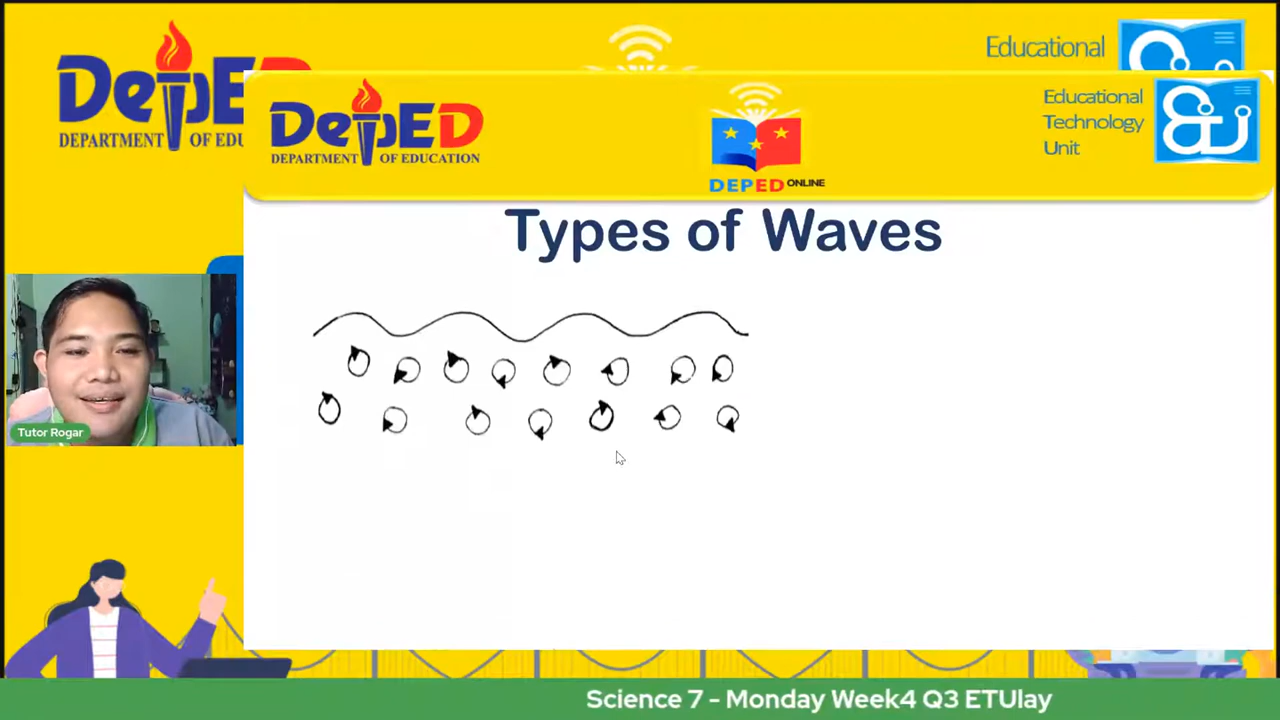 DepED
DEPARTMENT OF EDU
Educational
DepED
DEPARTMENT OF EDUCATION
DEPED ONLINE
Educational
Technology
Unit
Types of Waves
Tutor Rogar
Science 7 - Monday Week4 Q3 ETUlay